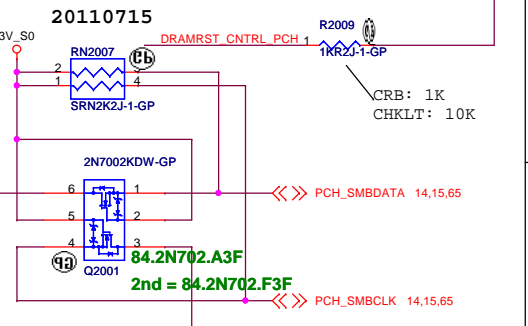 20110715
3V_S0
R2009
DRAMRST_CNTRL_PCH 1
1KR2J-1-GP
RN2007
2 3
1 4
SRN2K2J-1-GP
CRB: 1K
CHKLT: 10K
2N7002KDW-GP
6 1
PCH_SMBDATA 14,15,65
5 2
4 3
84.2N702.A3F
Q2001
2nd = 84.2N702.F3F
PCH_SMBCLK 14,15,65